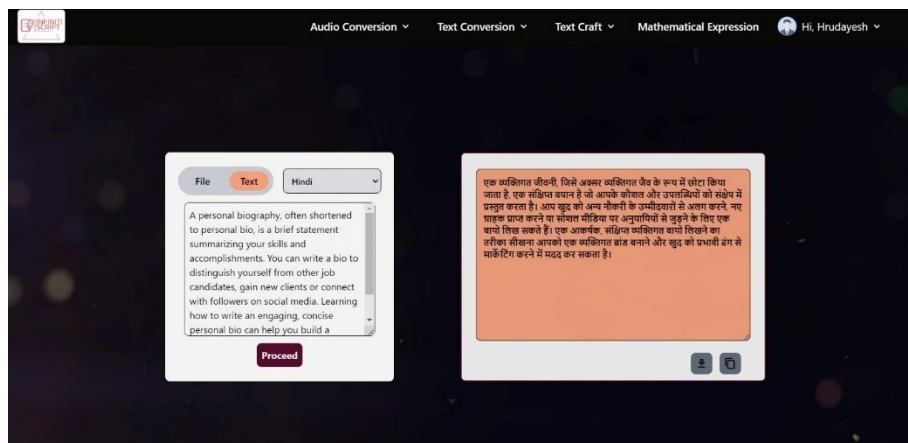 INFINITI
SCRIPT
Audio Conversion
Text Conversion
Text Craft
Mathematical Expression
Hi, Hrudayesh
File
Text
Hindi
A personal biography, often shortened
to personal bio, is a brief statement
summarizing your skills and
accomplishments. You can write a bio to
distinguish yourself from other job
candidates, gain new clients or connect
with followers on social media. Learning
how to write an engaging, concise
personal bio can help you build a
Proceed
एक व्यक्तिगत जीवनी, जिसे अक्सर व्यक्तिगत जैव के रूप में छोटा किया
जाता है, एक संक्षिप्त बयान है जो आपके कौशल और उपलब्धियों को संक्षेप में
प्रस्तुत करता है। आप खुद को अन्य नौकरी के उम्मीदवारों से अलग करने, नए
ग्राहक प्राप्त करने या सोशल मीडिया पर अनुयायियों से जुड़ने के लिए एक
बायो लिख सकते हैं। एक आकर्षक, संक्षिप्त व्यक्तिगत बायो लिखने का
तरीका सीखना आपको एक व्यक्तिगत ब्रांड बनाने और खुद को प्रभावी ढंग से
मार्केटिंग करने में मदद कर सकता है।